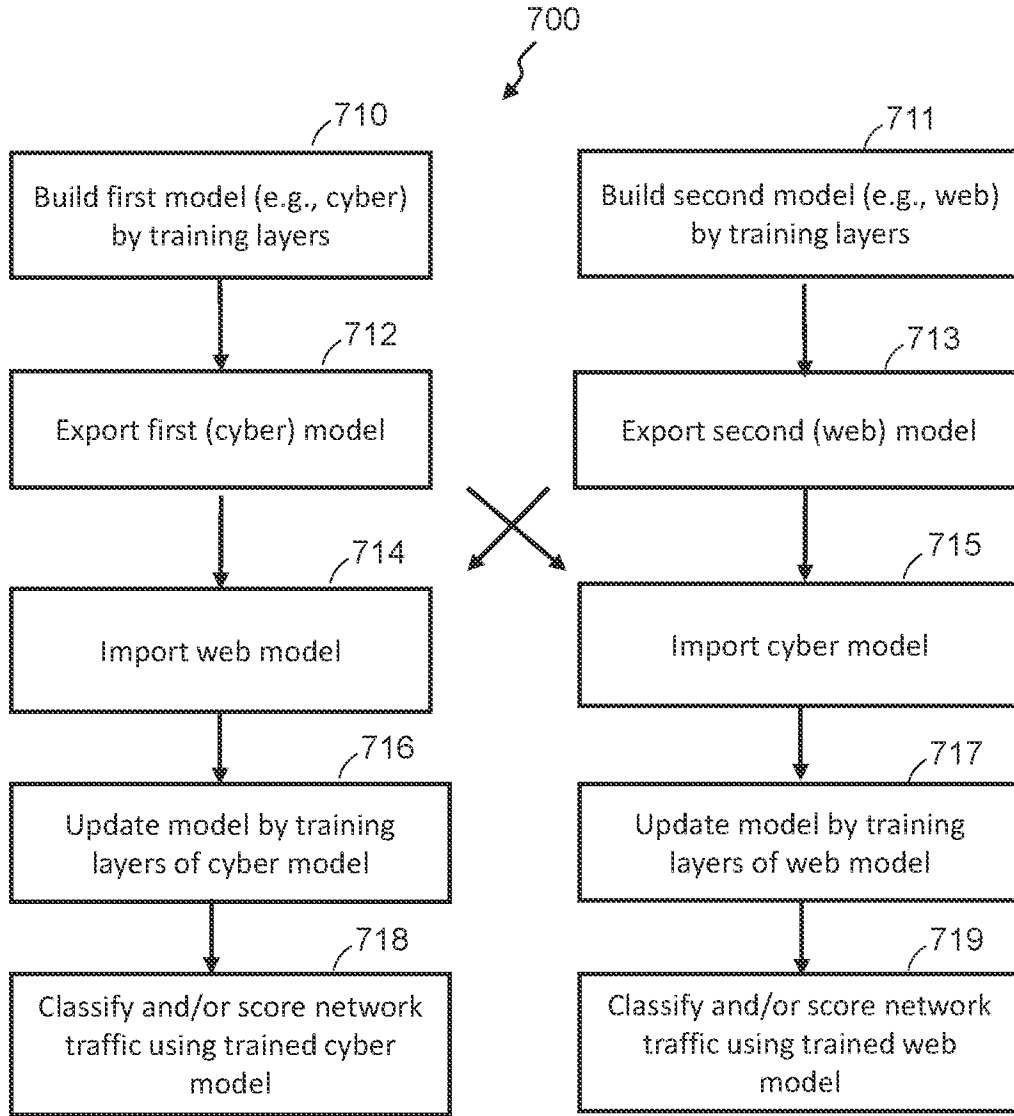 700
710
Build first model (e.g., cyber)
by training layers
711
Build second model (e.g., web)
by training layers
712
Export first (cyber) model
713
Export second (web) model
714
Import web model
715
Import cyber model
716
Update model by training
layers of cyber model
717
Update model by training
layers of web model
718
Classify and/or score network
traffic using trained cyber
model
719
Classify and/or score network
traffic using trained web
model